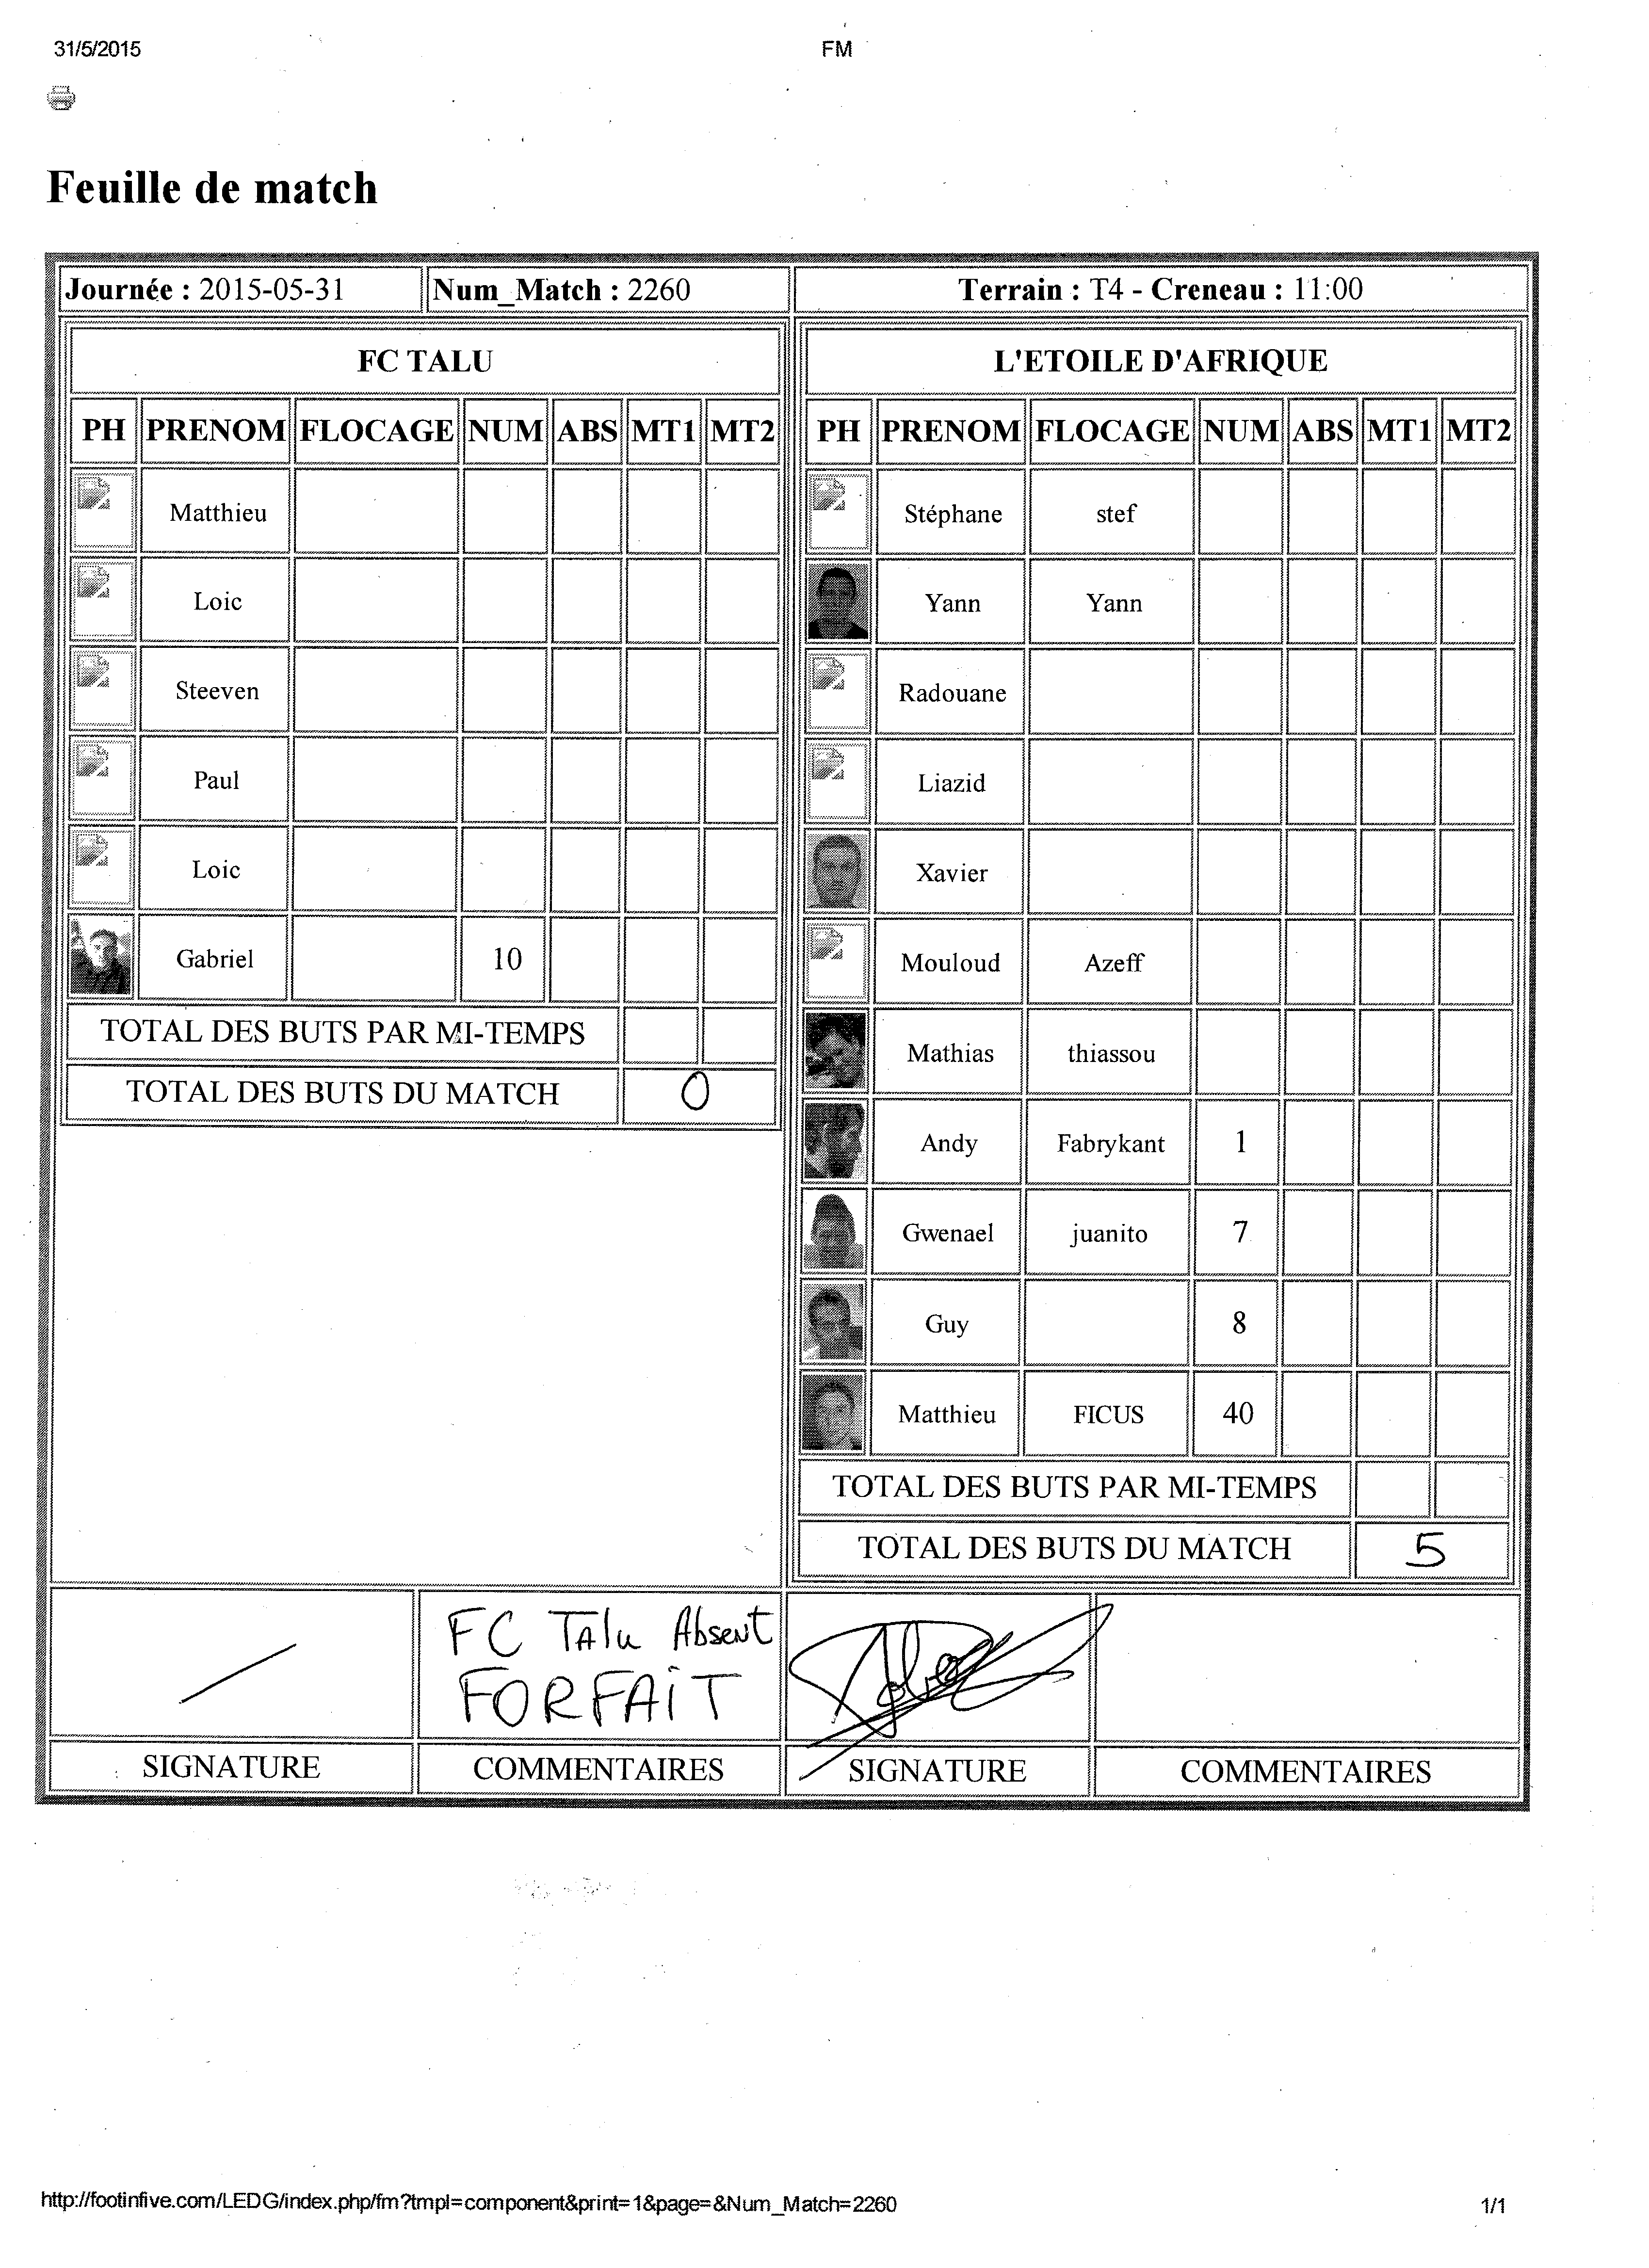 31/5/2015 FM
Feuille de match
Journée : 2015-05-31 Num_Match : 2260 Terrain : T4 - Creneau : 11:00
FC TALU
PH PRENOM FLOCAGE NUM ABS MT1 MT2
Matthieu
Loic
Steeven
Paul
Loic
Gabriel 10
TOTAL DES BUTS PAR MI-TEMPS
TOTAL DES BUTS DU MATCH 0
L'ETOILE D'AFRIQUE
PH PRENOM FLOCAGE NUM ABS MT1 MT2
Stéphane stef
Yann Yann
Radouane
Liazid
Xavier
Mouloud Azeff
Mathias thiassou
Andy Fabrykant 1
Gwenael juanito 7
Guy 8
Matthieu FICUS 40
TOTAL DES BUTS PAR MI-TEMPS
TOTAL DES BUTS DU MATCH 5
FC TAlu Absent
FORFAiT
SIGNATURE COMMENTAIRES SIGNATURE COMMENTAIRES
http://footinfive.com/LEDG/index.php/fm?tmpl=component&print=1&page=&Num_Match=2260 1/1